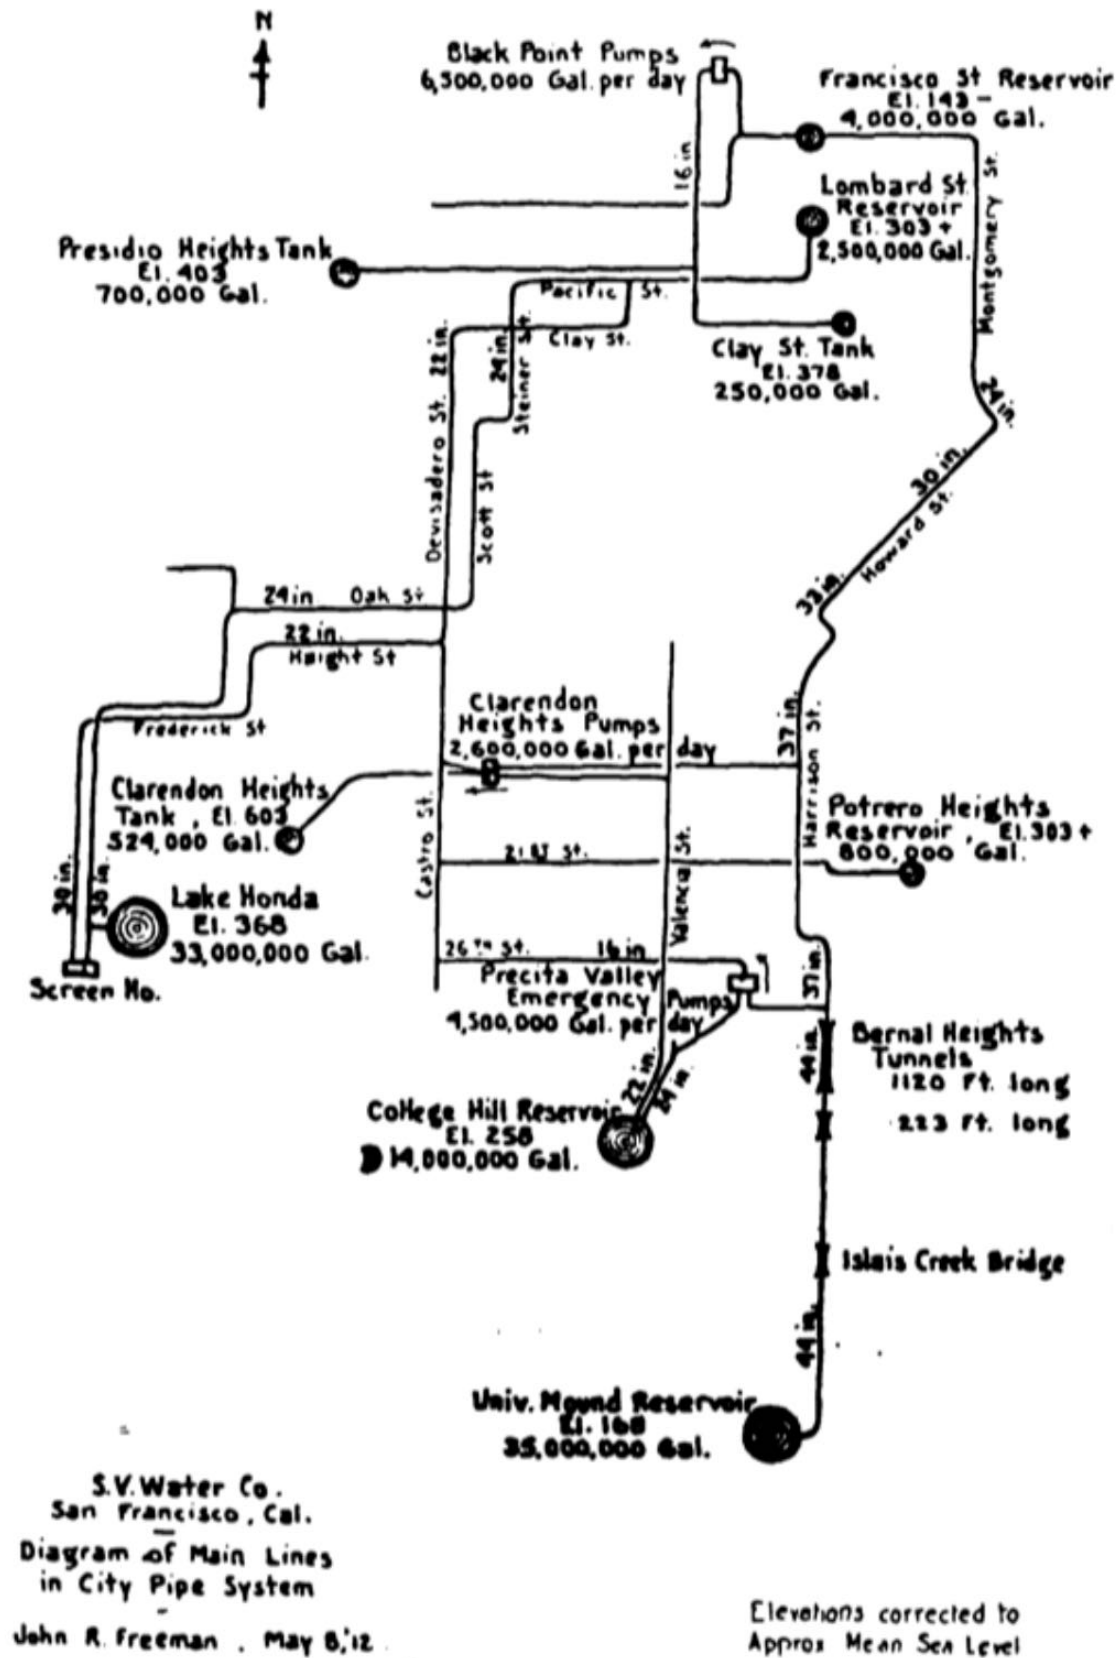 N
Black Point Pumps
6,500,000 Gal. per day
Francisco St Reservoir
El. 143 -
4,000,000 Gal.
16 in
Lombard St.
Reservoir
El. 303 +
2,500,000 Gal.
Montgomery St.
Presidio Heights Tank
El. 403
700,000 Gal.
Pacific St.
Clay St.
Clay St. Tank
El. 378
250,000 Gal.
22 in.
24 in.
Steiner St.
Devisadero St.
Scott St
24 in.
30 in.
Howard St.
33 in.
24 in Oak St
22 in.
Haight St
Frederick St
Clarendon
Heights Pumps
2,600,000 Gal. per day
37 in.
Harrison St.
Clarendon Heights
Tank, El. 603
524,000 Gal.
Potrero Heights
Reservoir, El. 303 +
800,000 Gal.
Castro St.
21 st St.
Valencia St.
30 in.
30 in.
Lake Honda
El. 368
33,000,000 Gal.
Screen Ho.
26TH St. 16 in
Precita Valley
Emergency Pumps
4,500,000 Gal. per day
37 in.
44 in.
Bernal Heights
Tunnels
1120 Ft. long
223 Ft. long
22 in.
24 in.
College Hill Reservoir
El. 258
14,000,000 Gal.
Islais Creek Bridge
44 in.
Univ. Mound Reservoir
El. 168
35,000,000 Gal.
S.V. Water Co.
San Francisco, Cal.
Diagram of Main Lines
in City Pipe System
John R. Freeman. May 8,'12
Elevations corrected to
Approx Mean Sea Level